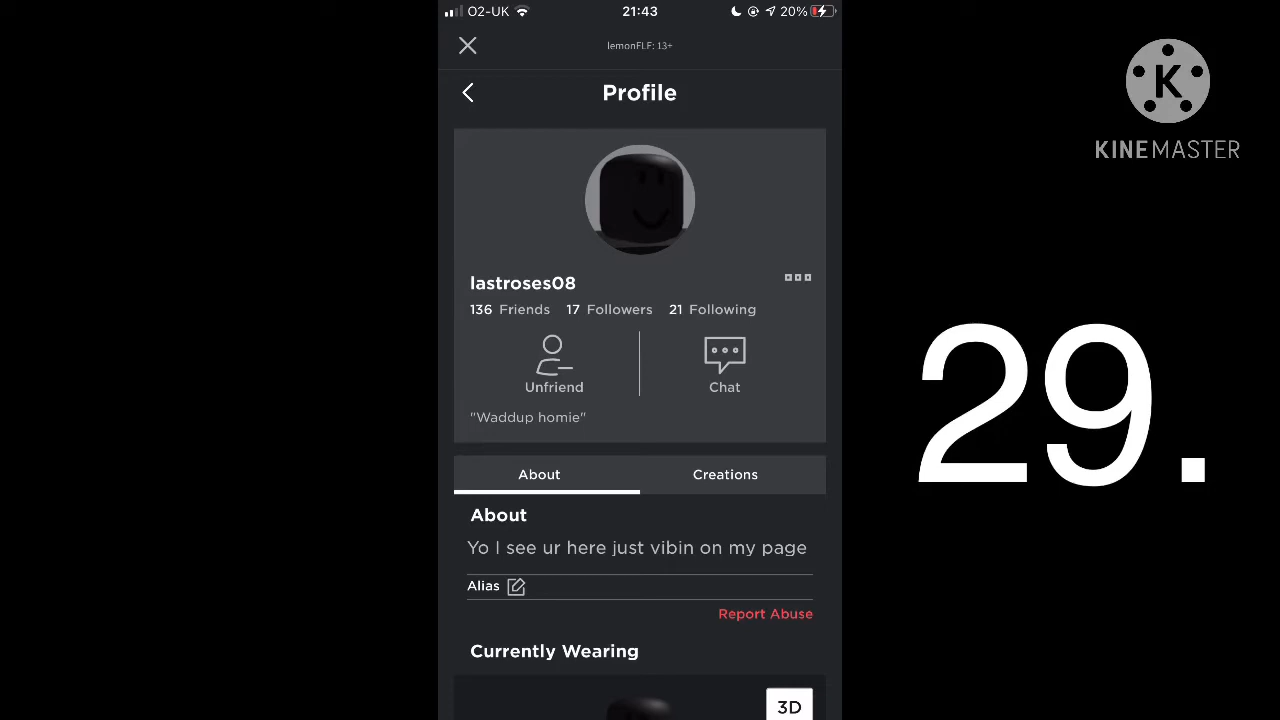 O2-UK
21:43
20%
lemonFLF: 13+
Profile
KINEMASTER
K
lastroses08
136 Friends 17 Followers 21 Following
Unfriend
Chat
"Waddup homie"
29.
About
Creations
About
Yo I see ur here just vibin on my page
Alias
Report Abuse
Currently Wearing
3D